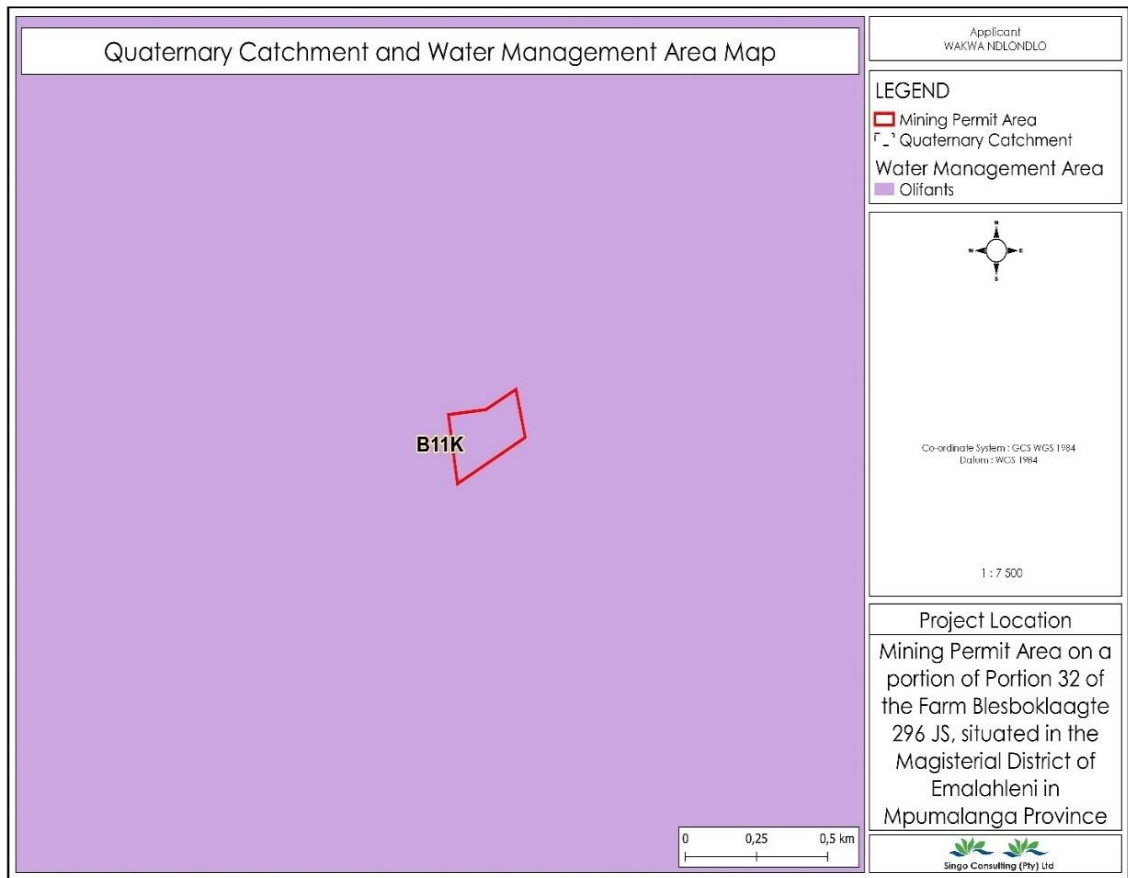 Quaternary Catchment and Water Management Area Map
B11K
0 0,25 0,5 km
Applicant
WAKWA NDLONDLO
LEGEND
Mining Permit Area
Quaternary Catchment
Water Management Area
Olifants
N
W E
S
Co-ordinate System : GCS WGS 1984
Datum : WGS 1984
1 : 7 500
Project Location
Mining Permit Area on a
portion of Portion 32 of
the Farm Blesboklaagte
296 JS, situated in the
Magisterial District of
Emalahleni in
Mpumalanga Province
Singo Consulting (Pty) Ltd